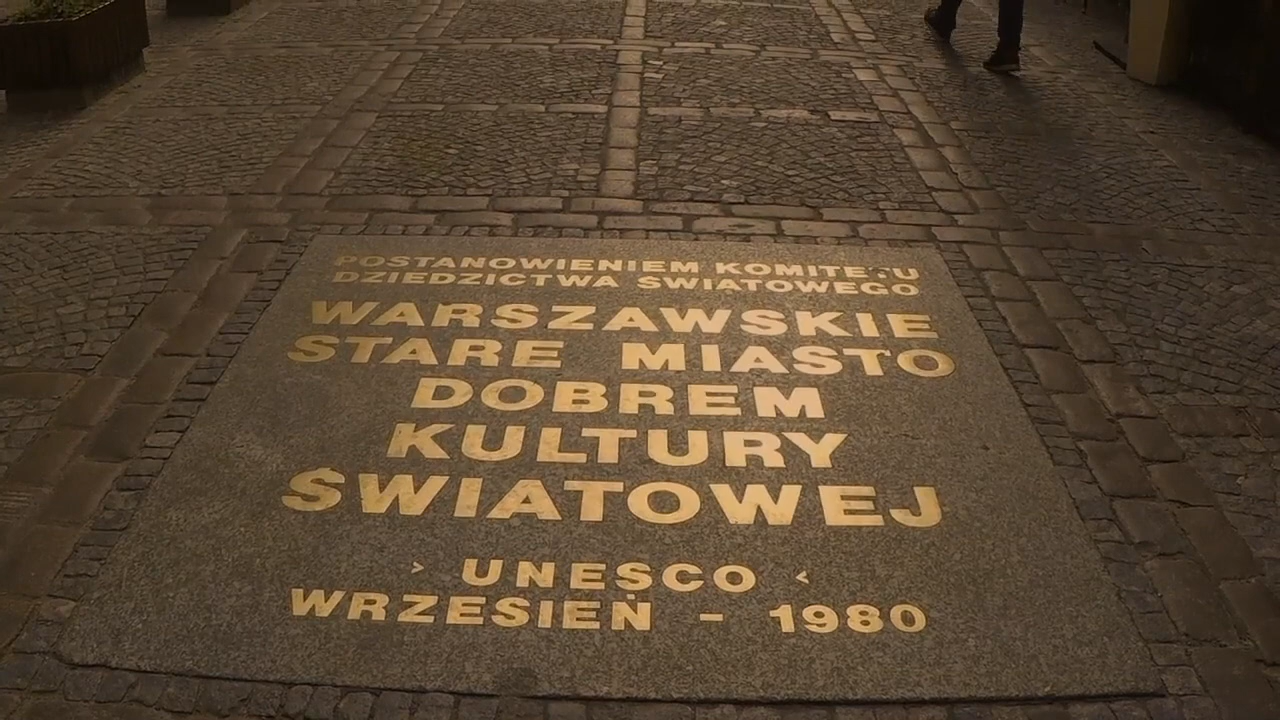 POSTANOWIENIEM KOMITETU
DZIEDZICTWA ŚWIATOWEGO
WARSZAWSKIE
STARE MIASTO
DOBREM
KULTURY
ŚWIATOWEJ
> UNESCO <
WRZESIEŃ - 1980